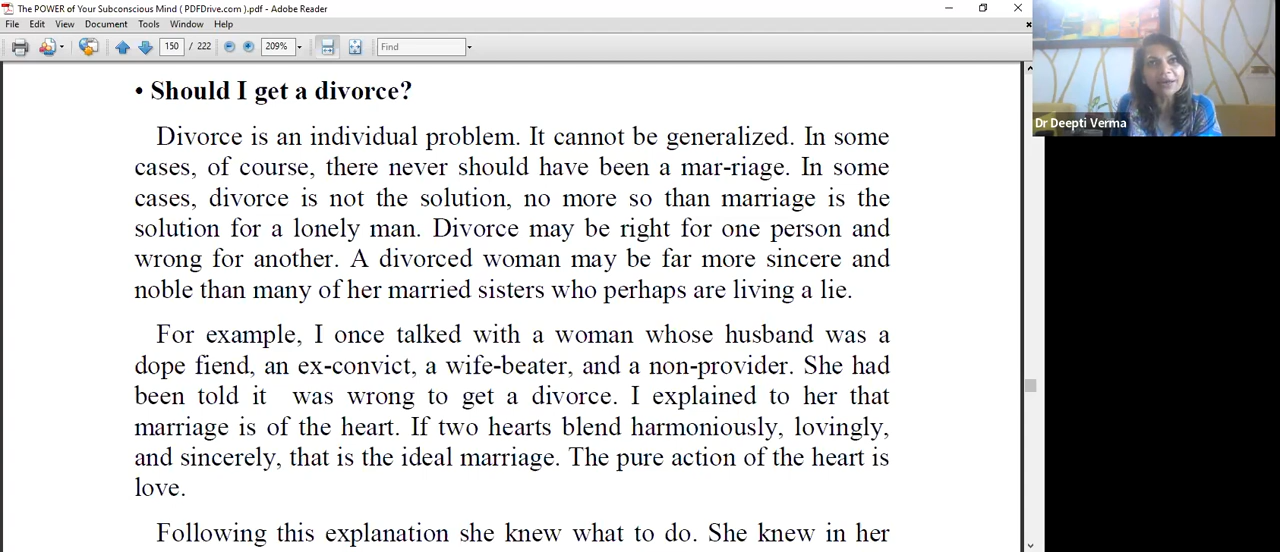 The POWER of Your Subconscious Mind ( PDFDrive.com ).pdf - Adobe Reader
File Edit View Document Tools Window Help
150 / 222 209% Find
• Should I get a divorce?
Divorce is an individual problem. It cannot be generalized. In some
cases, of course, there never should have been a mar-riage. In some
cases, divorce is not the solution, no more so than marriage is the
solution for a lonely man. Divorce may be right for one person and
wrong for another. A divorced woman may be far more sincere and
noble than many of her married sisters who perhaps are living a lie.
For example, I once talked with a woman whose husband was a
dope fiend, an ex-convict, a wife-beater, and a non-provider. She had
been told it was wrong to get a divorce. I explained to her that
marriage is of the heart. If two hearts blend harmoniously, lovingly,
and sincerely, that is the ideal marriage. The pure action of the heart is
love.
Following this explanation she knew what to do. She knew in her
Dr Deepti Verma